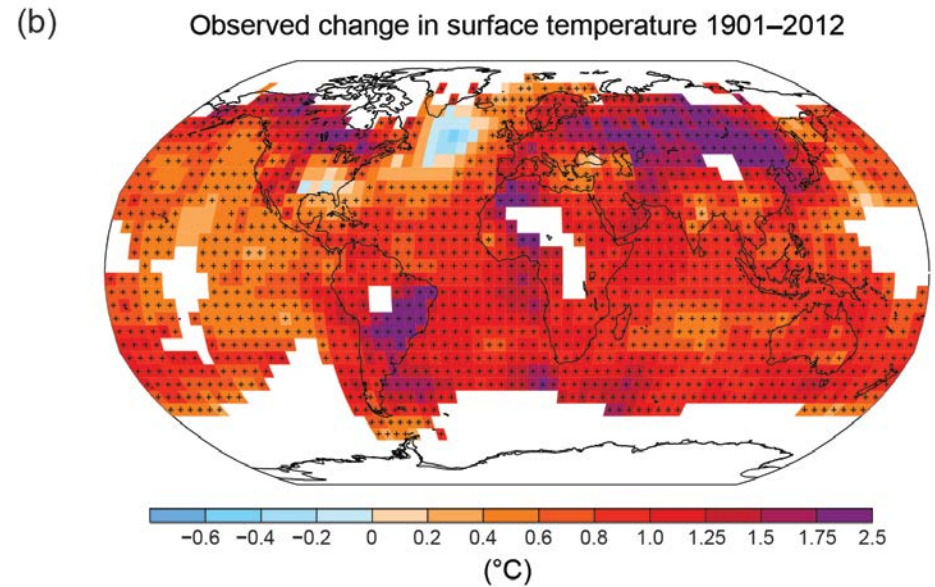 (b)
Observed change in surface temperature 1901–2012
−0.6 −0.4 −0.2 0 0.2 0.4 0.6 0.8 1.0 1.25 1.5 1.75 2.5
(°C)